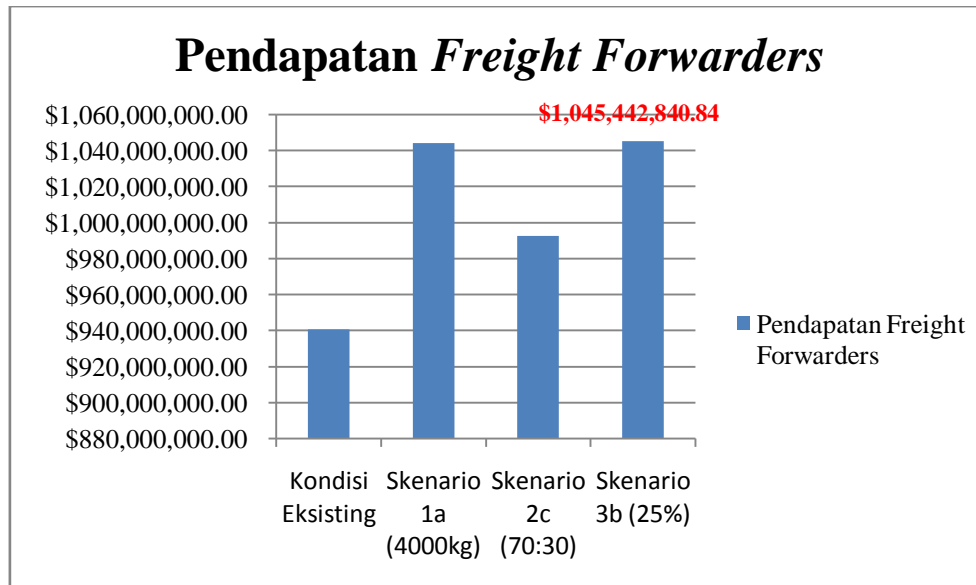 Pendapatan Freight Forwarders
$1,045,442,840.84
$1,060,000,000.00
$1,040,000,000.00
$1,020,000,000.00
$1,000,000,000.00
$980,000,000.00
$960,000,000.00
$940,000,000.00
$920,000,000.00
$900,000,000.00
$880,000,000.00
Kondisi
Eksisting
Skenario
1a
(4000kg)
Skenario
2c
(70:30)
Skenario
3b (25%)
Pendapatan Freight
Forwarders